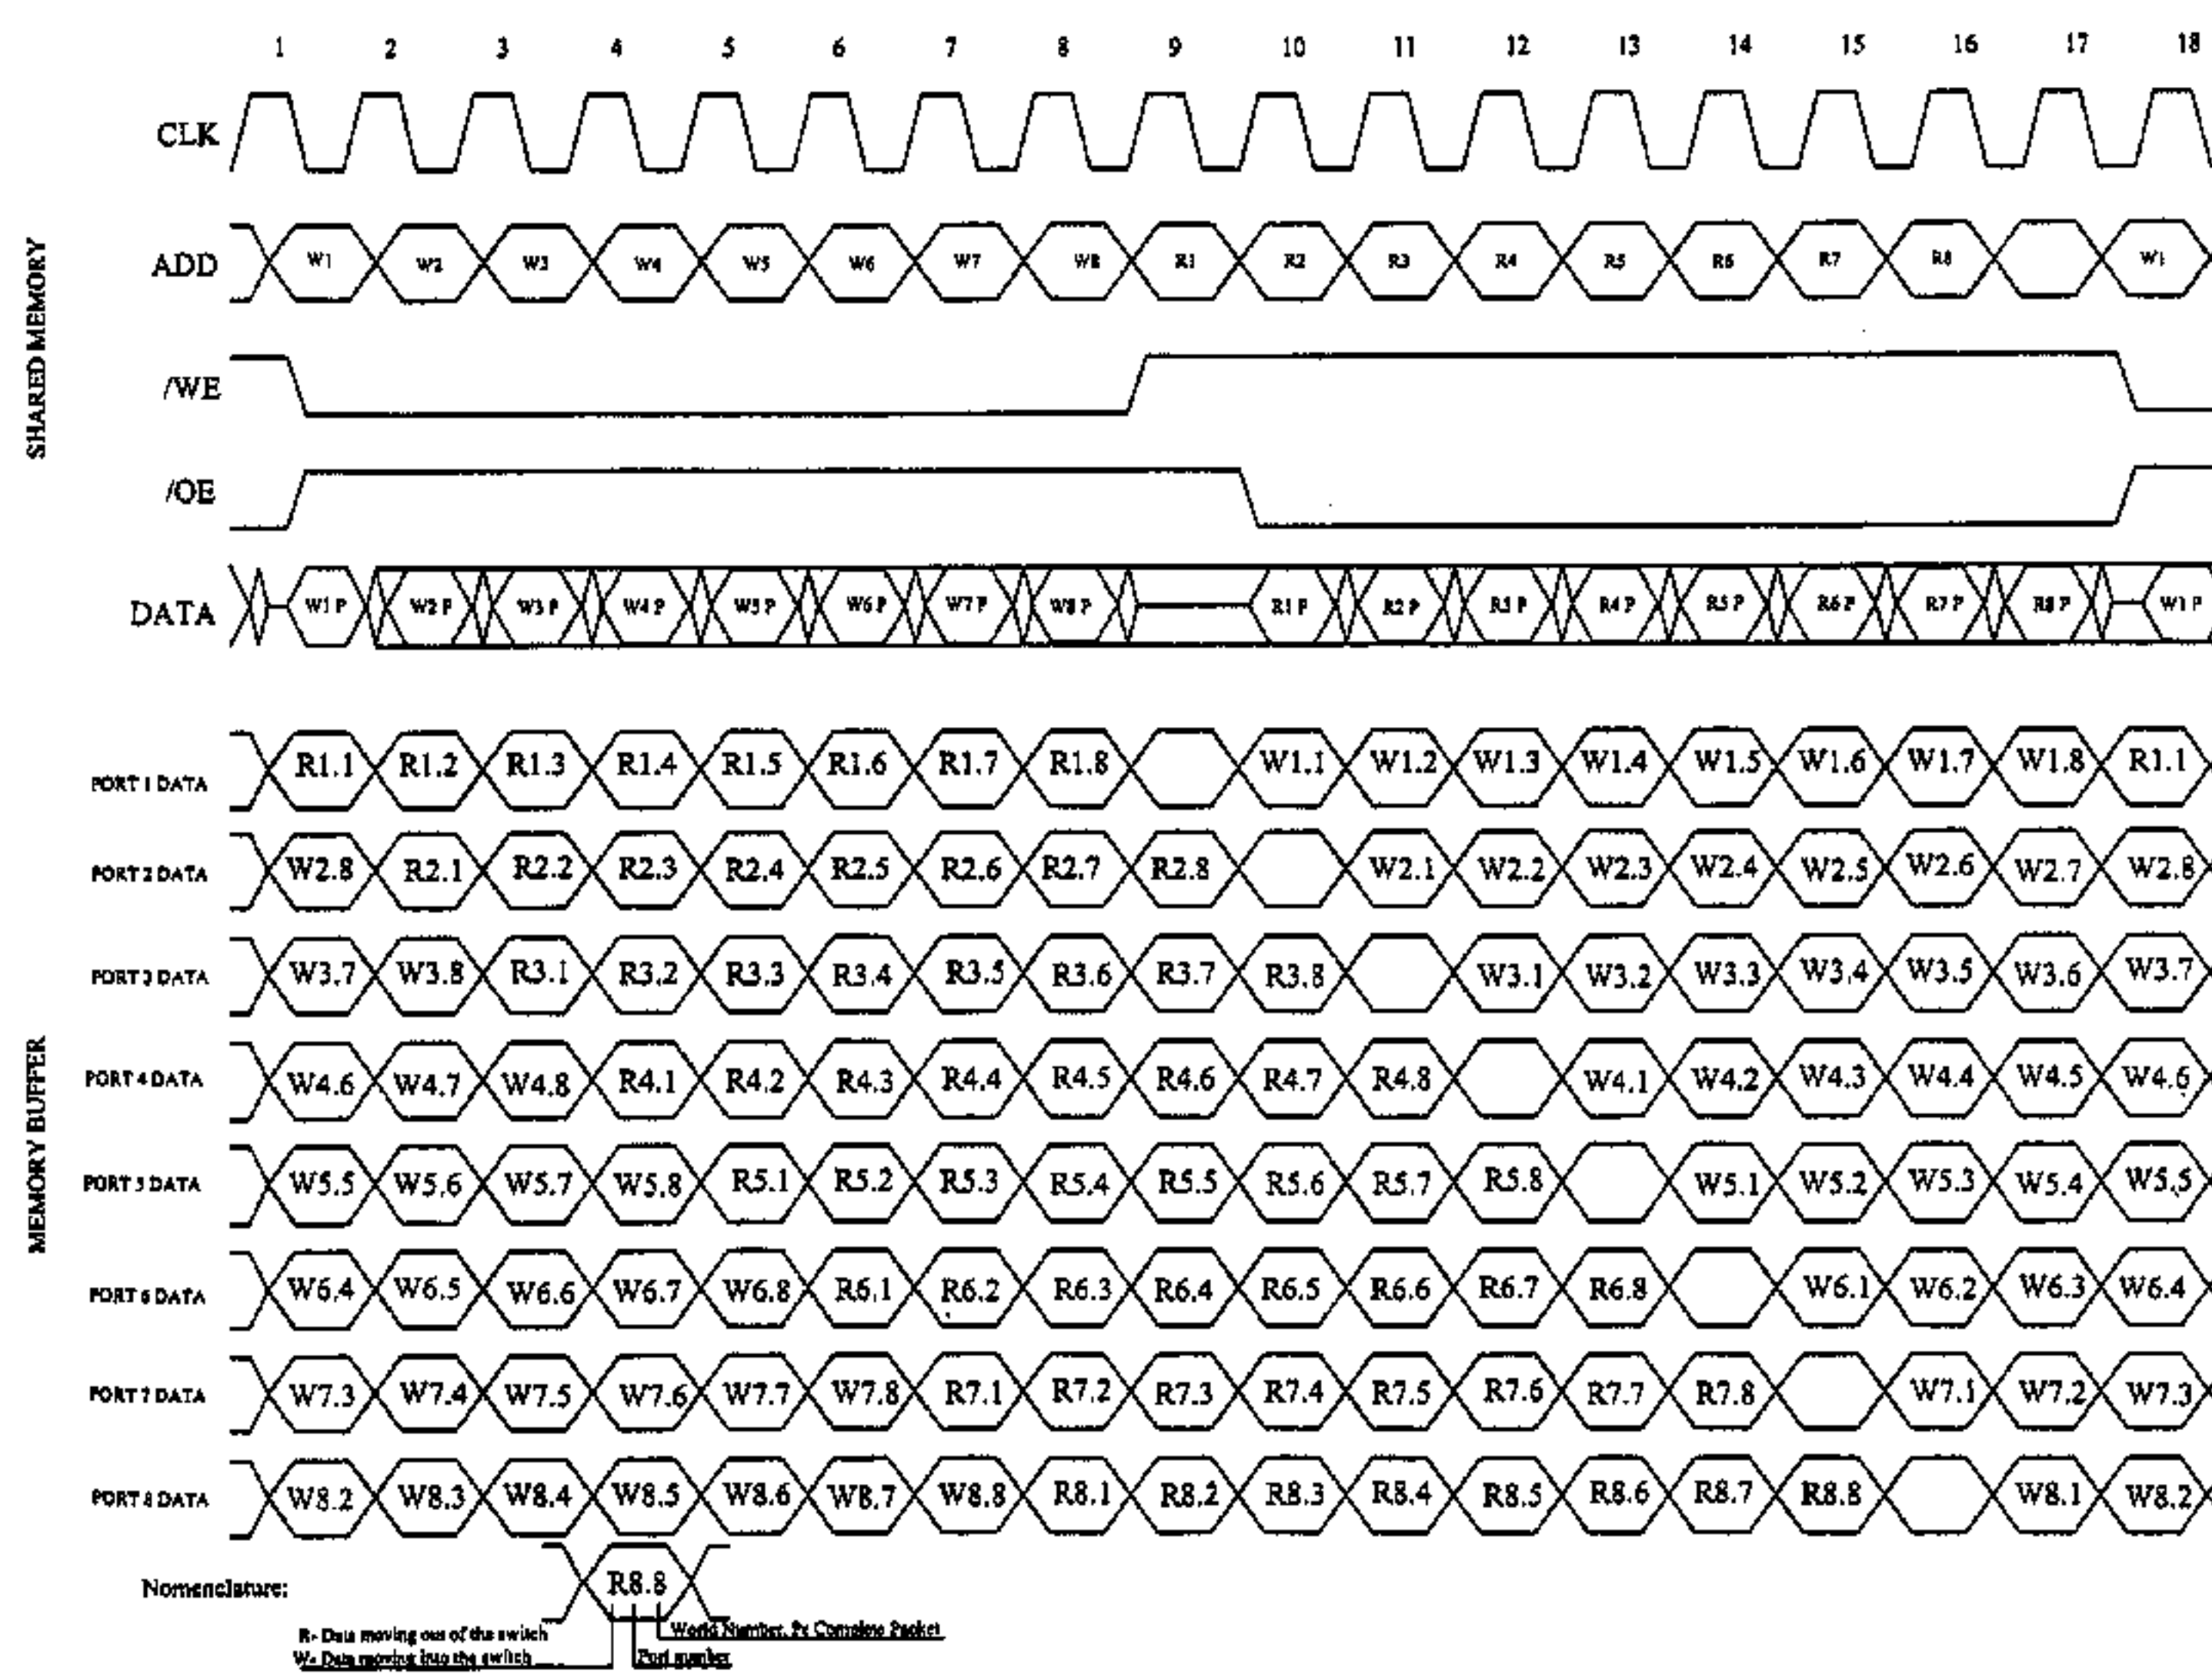 1 2 3 4 5 6 7 8 9 10 11 12 13 14 15 16 17 18
CLK
SHARED MEMORY
ADD W1 W2 W3 W4 W5 W6 W7 W8 R1 R2 R3 R4 R5 R6 R7 R8 W1
/WE
/OE
DATA W1 P W2 P W3 P W4 P W5 P W6 P W7 P W8 P R1 P R2 P R3 P R4 P R5 P R6 P R7 P R8 P W1 P
MEMORY BUFFER
PORT 1 DATA R1.1 R1.2 R1.3 R1.4 R1.5 R1.6 R1.7 R1.8 W1.1 W1.2 W1.3 W1.4 W1.5 W1.6 W1.7 W1.8 R1.1
PORT 2 DATA W2.8 R2.1 R2.2 R2.3 R2.4 R2.5 R2.6 R2.7 R2.8 W2.1 W2.2 W2.3 W2.4 W2.5 W2.6 W2.7 W2.8
PORT 3 DATA W3.7 W3.8 R3.1 R3.2 R3.3 R3.4 R3.5 R3.6 R3.7 R3.8 W3.1 W3.2 W3.3 W3.4 W3.5 W3.6 W3.7
PORT 4 DATA W4.6 W4.7 W4.8 R4.1 R4.2 R4.3 R4.4 R4.5 R4.6 R4.7 R4.8 W4.1 W4.2 W4.3 W4.4 W4.5 W4.6
PORT 5 DATA W5.5 W5.6 W5.7 W5.8 R5.1 R5.2 R5.3 R5.4 R5.5 R5.6 R5.7 R5.8 W5.1 W5.2 W5.3 W5.4 W5.5
PORT 6 DATA W6.4 W6.5 W6.6 W6.7 W6.8 R6.1 R6.2 R6.3 R6.4 R6.5 R6.6 R6.7 R6.8 W6.1 W6.2 W6.3 W6.4
PORT 7 DATA W7.3 W7.4 W7.5 W7.6 W7.7 W7.8 R7.1 R7.2 R7.3 R7.4 R7.5 R7.6 R7.7 R7.8 W7.1 W7.2 W7.3
PORT 8 DATA W8.2 W8.3 W8.4 W8.5 W8.6 W8.7 W8.8 R8.1 R8.2 R8.3 R8.4 R8.5 R8.6 R8.7 R8.8 W8.1 W8.2
Nomenclature: R8.8
R- Data moving out of the switch
World Number. P: Complete Packet
W- Data moving into the switch
Port number